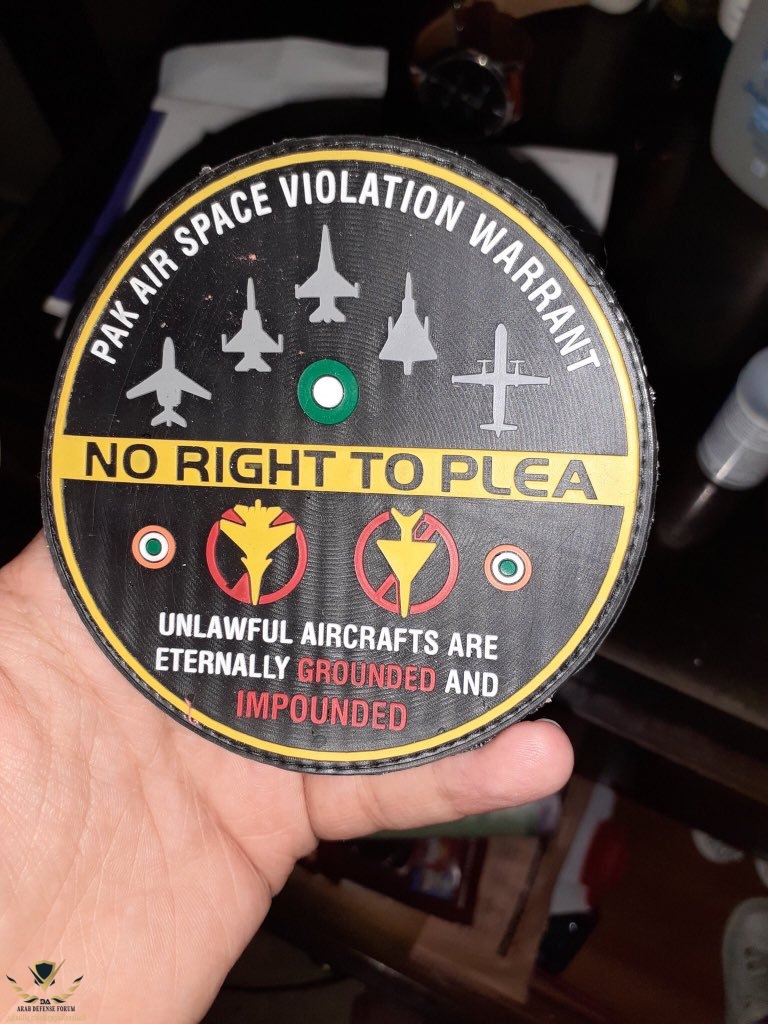 PAK AIR SPACE VIOLATION WARRANT
NO RIGHT TO PLEA
UNLAWFUL AIRCRAFTS ARE
ETERNALLY GROUNDED AND
IMPOUNDED
DA
ARAB DEFENSE FORUM